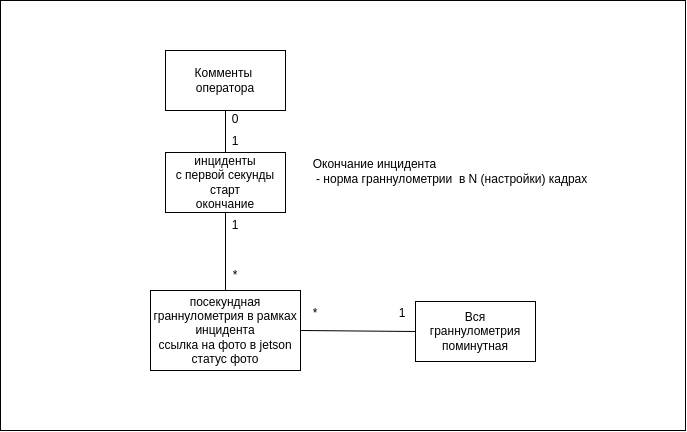 Комменты
оператора
0
1
инциденты
с первой секунды
старт
окончание
Окончание инцидента
- норма граннулометрии в N (настройки) кадрах
1
*
посекундная
граннулометрия в рамках
инцидента
ссылка на фото в jetson
статус фото
*
1
Вся
граннулометрия
поминутная